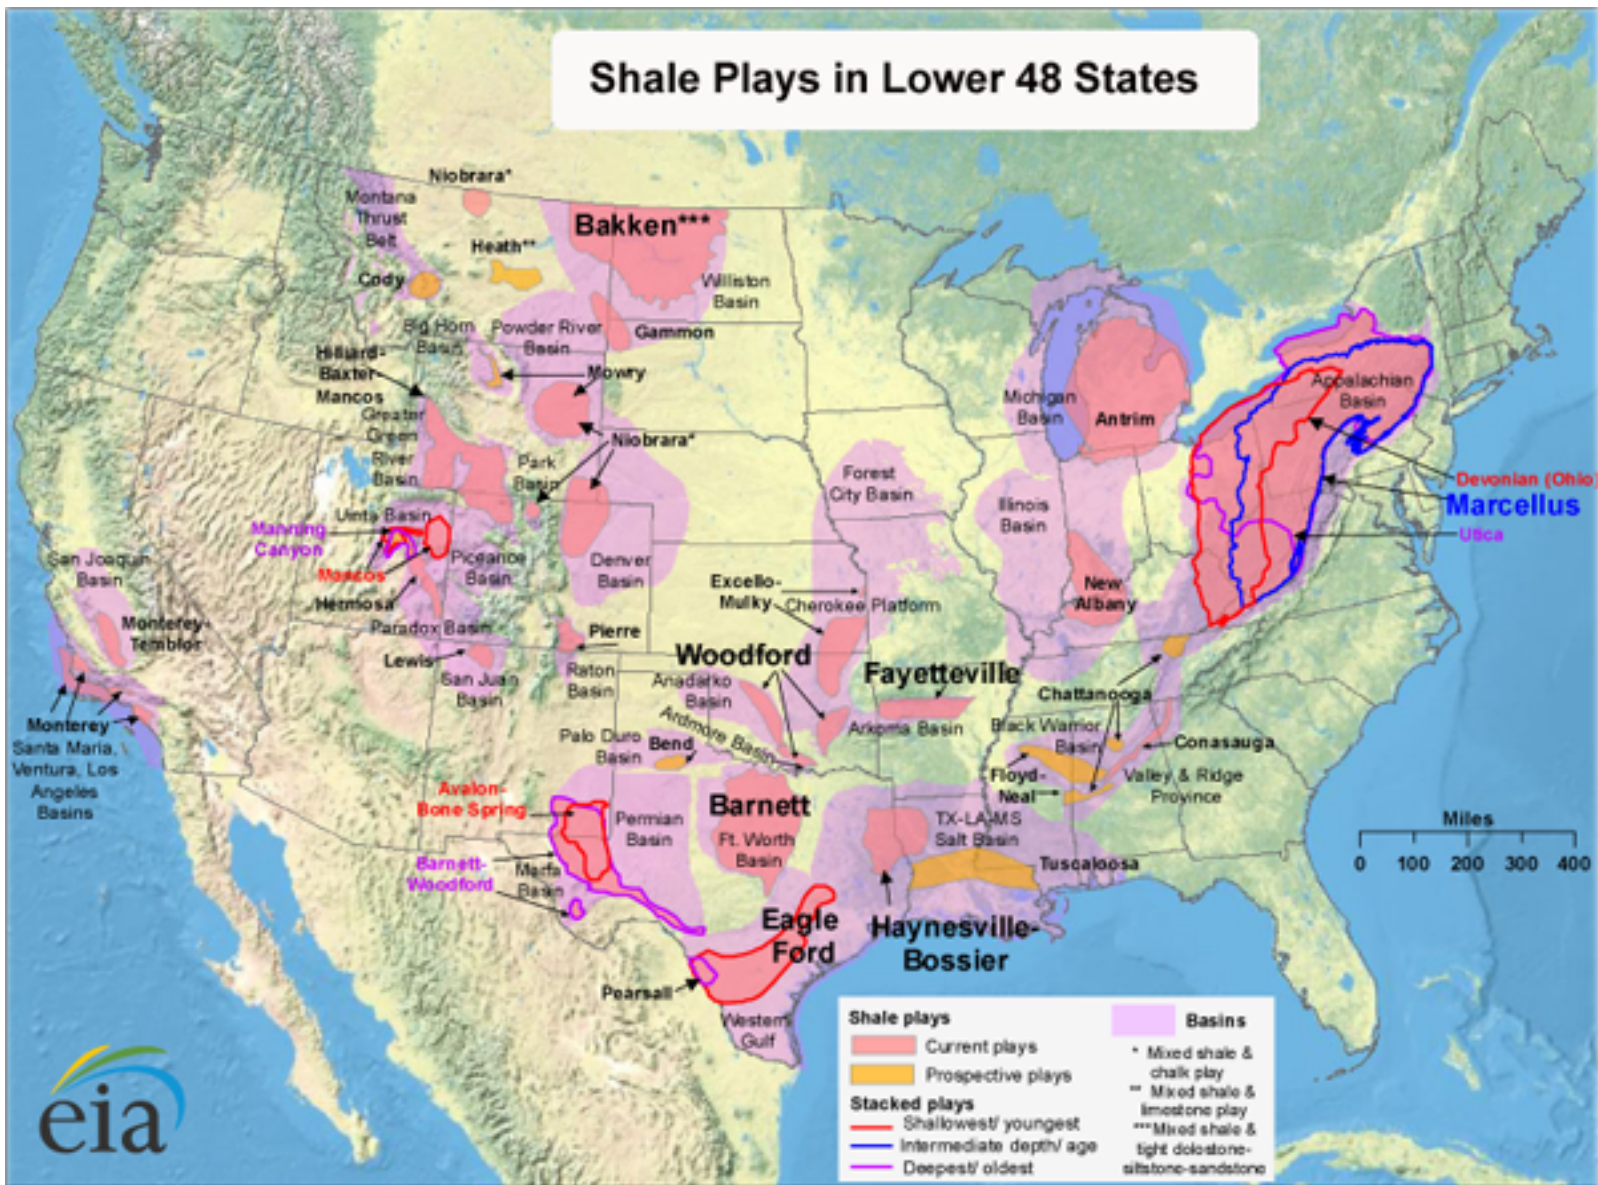 Shale Plays in Lower 48 States
Niobrara*
Montana
Thrust
Belt
Bakken***
Heath**
Cody
Williston
Basin
Big Horn
Basin
Powder River
Basin
Gammon
Hilliard-
Baxter-
Mancos
Mowry
Greater
Green
River
Basin
Niobrara*
Park
Basin
Michigan
Basin
Antrim
Appalachian
Basin
Forest
City Basin
Illinois
Basin
Devonian (Ohio)
Marcellus
Utica
Uinta Basin
Manning
Canyon
San Joaquin
Basin
Piceance
Basin
Mancos
Denver
Basin
Excello-
Mulky
Cherokee Platform
New
Albany
Hermosa
Monterey-
Temblor
Paradox Basin
Pierre
Lewis
San Juan
Basin
Raton
Basin
Woodford
Anadarko
Basin
Fayetteville
Chattanooga
Monterey
Santa Maria,
Ventura, Los
Angeles
Basins
Palo Duro
Basin
Bend
Ardmore Basin
Arkoma Basin
Black Warrior
Basin
Conasauga
Floyd-
Neal
Valley & Ridge
Province
Avalon-
Bone Spring
Permian
Basin
Barnett
Ft. Worth
Basin
TX-LA-MS
Salt Basin
Tuscaloosa
Miles
0 100 200 300 400
Barnett-
Woodford
Marfa
Basin
Eagle
Ford
Haynesville-
Bossier
Pearsall
Western
Gulf
Shale plays
Current plays
Prospective plays
Stacked plays
Shallowest/ youngest
Intermediate depth/ age
Deepest/ oldest
Basins
* Mixed shale &
chalk play
** Mixed shale &
limestone play
***Mixed shale &
tight dolostone-
siltstone-sandstone
eia